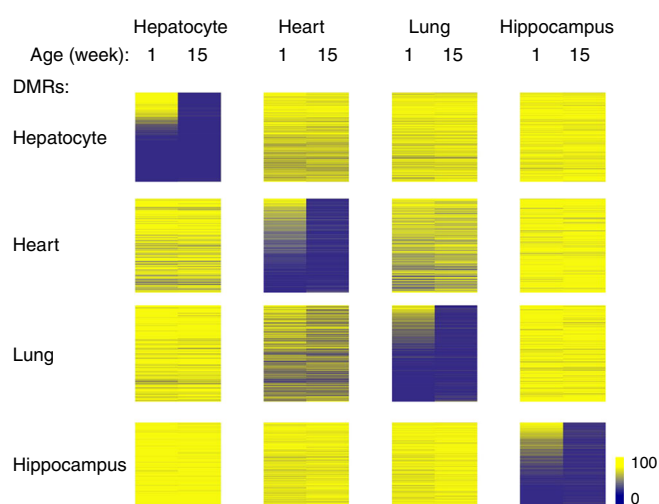 Hepatocyte Heart Lung Hippocampus
Age (week): 1 15 1 15 1 15 1 15
DMRs:
Hepatocyte
Heart
Lung
Hippocampus
100
0